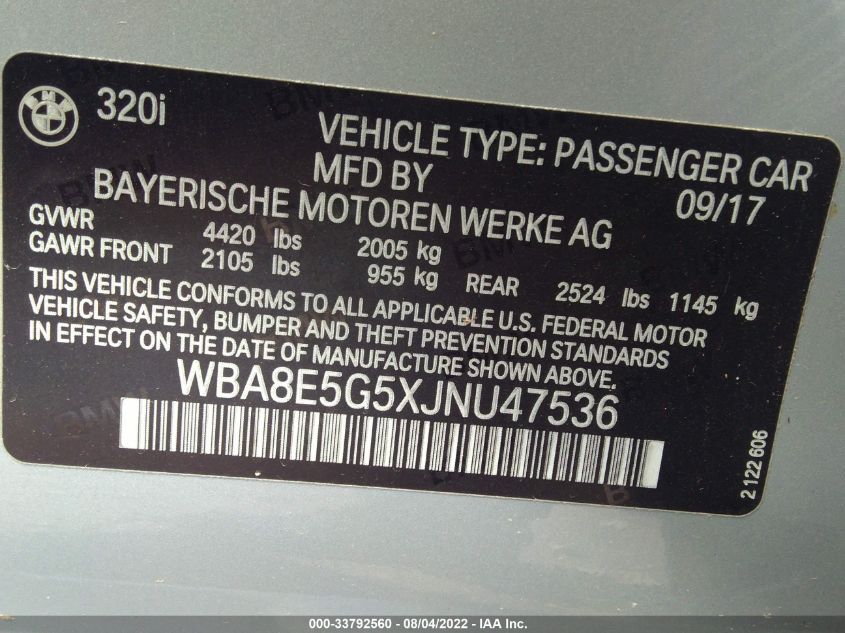 320i
VEHICLE TYPE: PASSENGER CAR
MFD BY 09/17
BAYERISCHE MOTOREN WERKE AG
GVWR 4420 lbs 2005 kg
GAWR FRONT 2105 lbs 955 kg REAR 2524 lbs 1145 kg
THIS VEHICLE CONFORMS TO ALL APPLICABLE U.S. FEDERAL MOTOR
VEHICLE SAFETY, BUMPER AND THEFT PREVENTION STANDARDS
IN EFFECT ON THE DATE OF MANUFACTURE SHOWN ABOVE.
WBA8E5G5XJNU47536
2 122 606
000-33792560 - 08/04/2022 - IAA Inc.